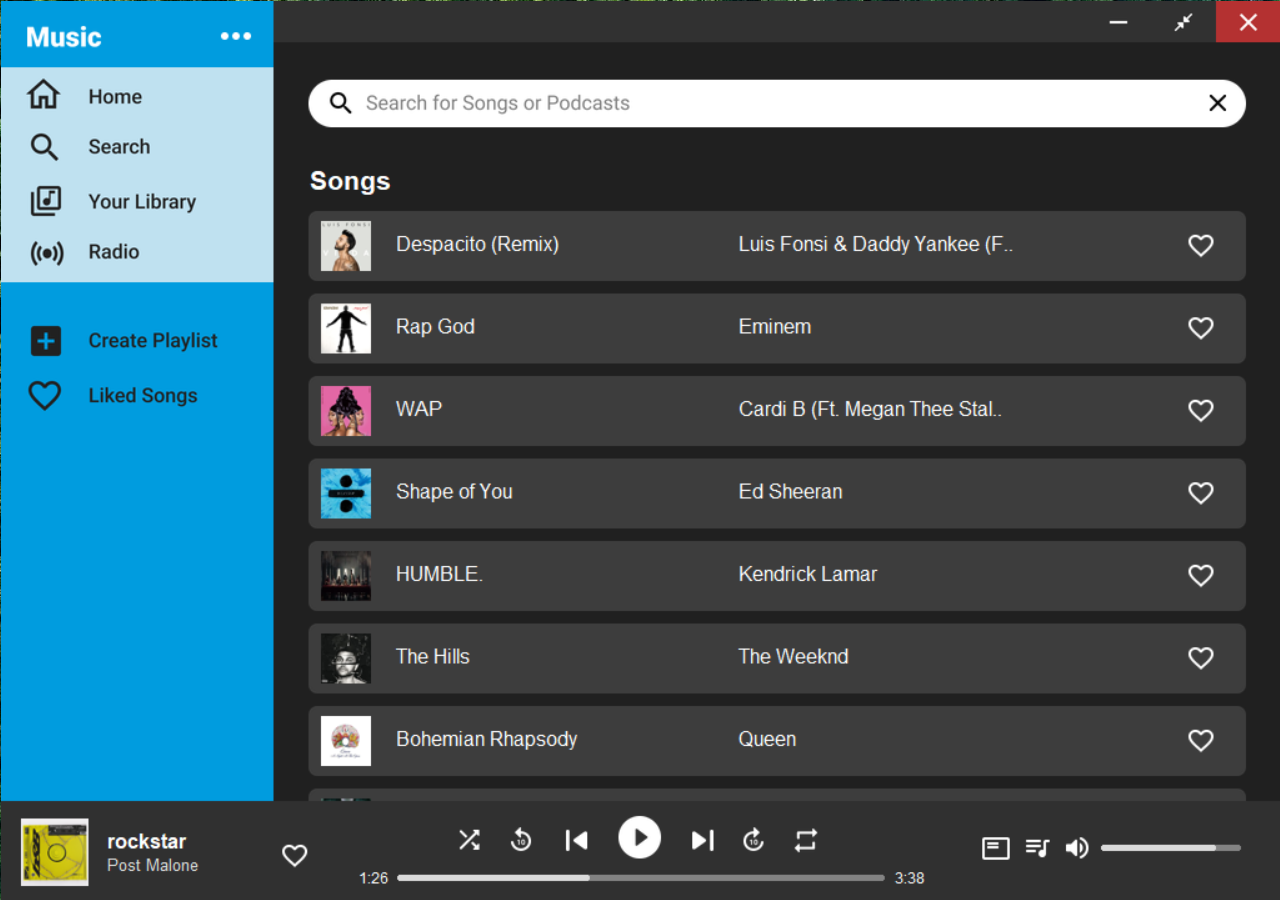 Music
Home
Search
Your Library
Radio
Create Playlist
Liked Songs
Search for Songs or Podcasts
Songs
LUIS FONSI
Despacito (Remix) Luis Fonsi & Daddy Yankee (F..
Rap God Eminem
WAP Cardi B (Ft. Megan Thee Stal..
Shape of You Ed Sheeran
HUMBLE. Kendrick Lamar
The Hills The Weeknd
Bohemian Rhapsody Queen
rockstar
Post Malone
10 10
1:26 3:38